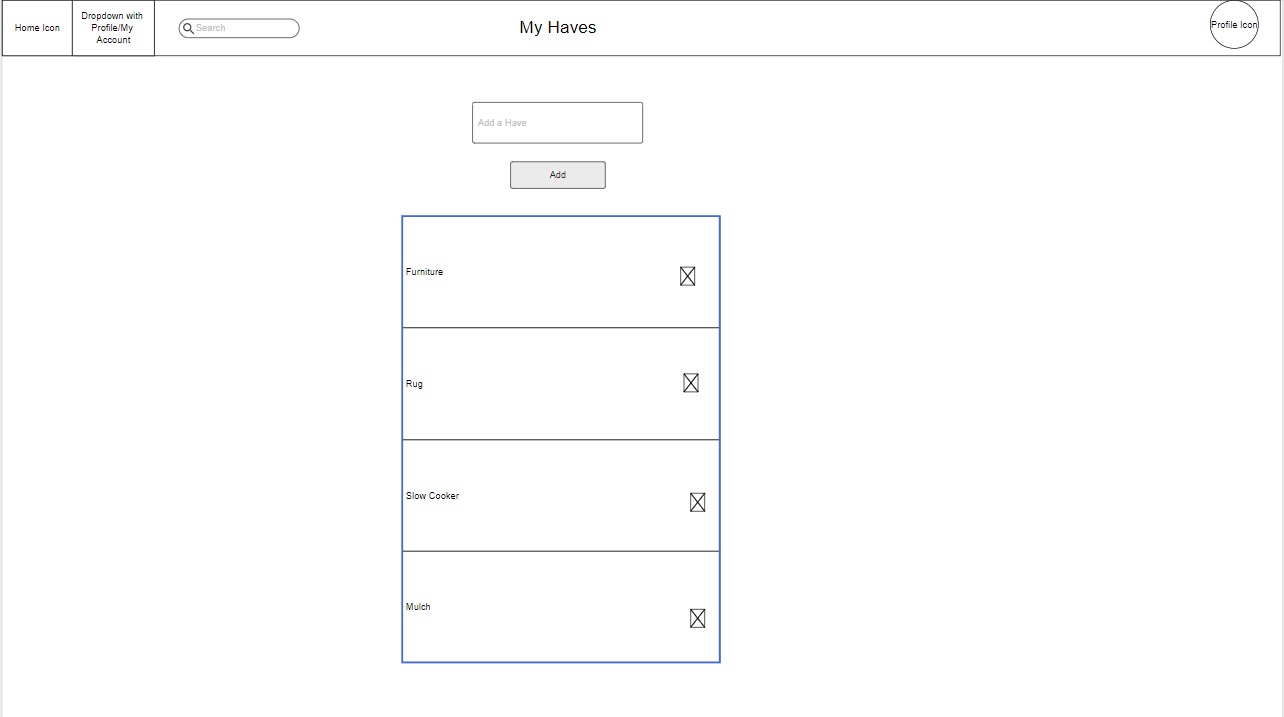 Home Icon
Dropdown with
Profile/My
Account
Search
My Haves
Profile Icon
Add a Have
Add
Furniture
Rug
Slow Cooker
Mulch